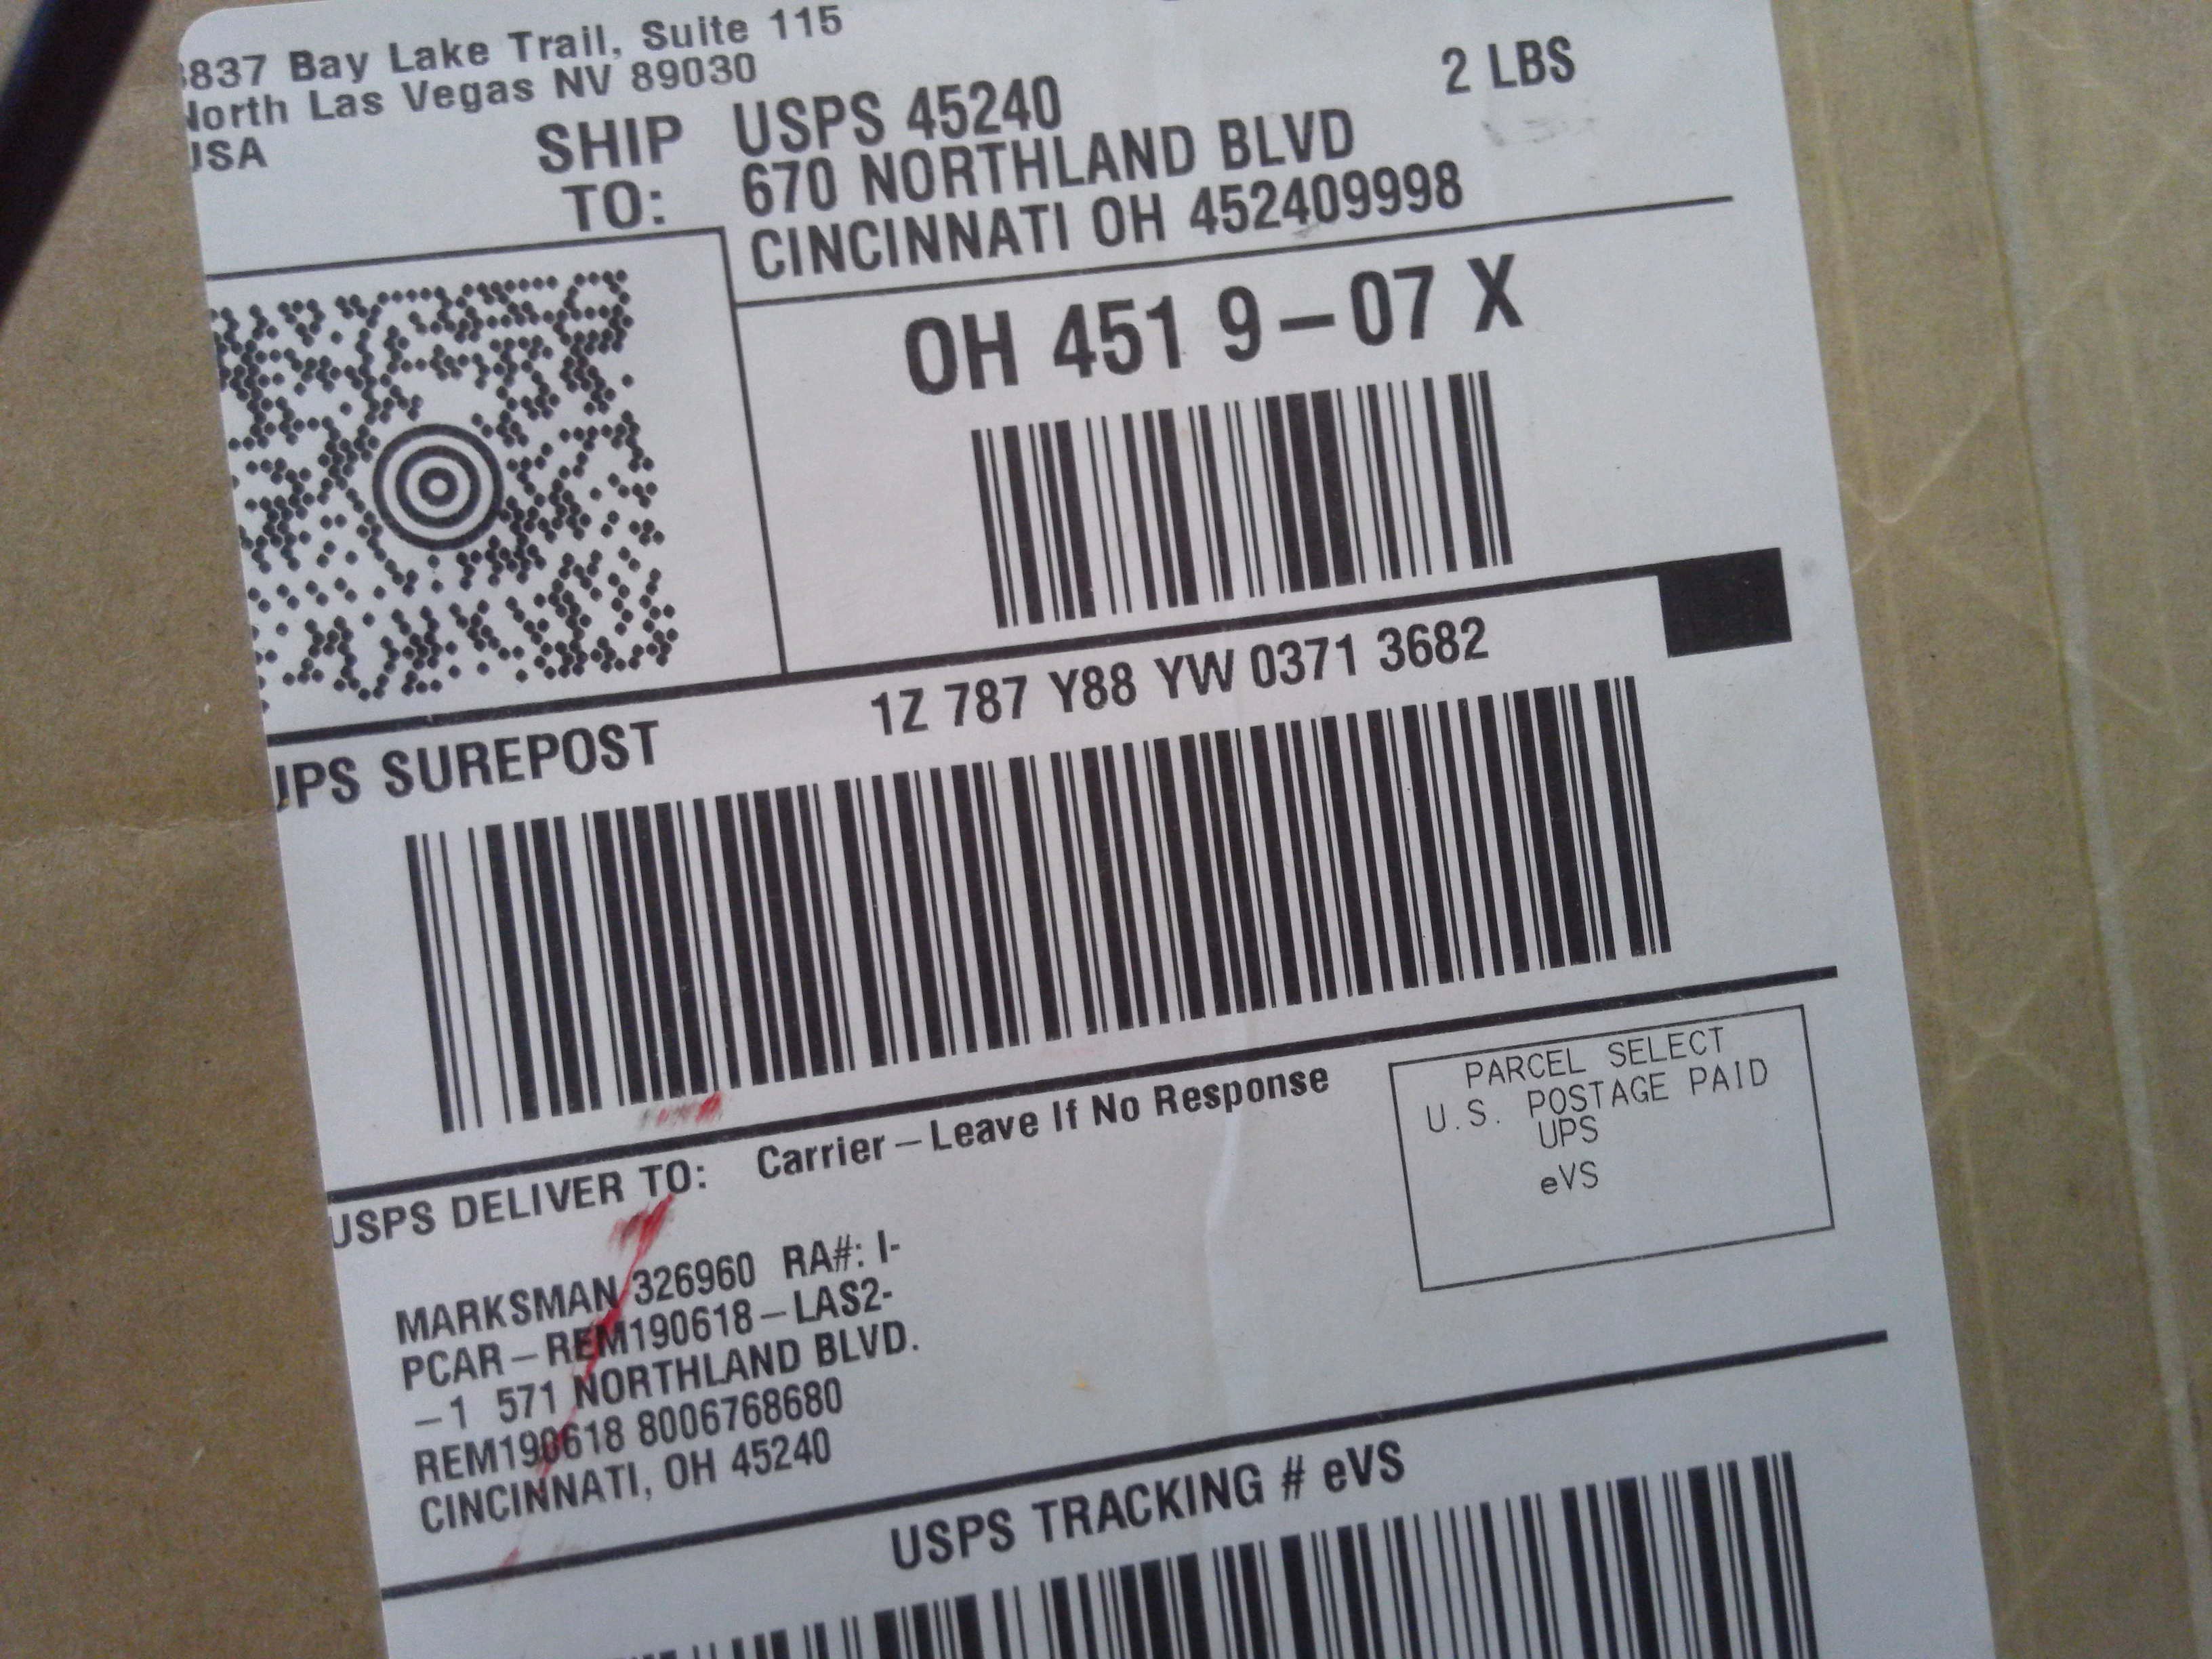 837 Bay Lake Trail, Suite 115
North Las Vegas NV 89030
USA
2 LBS
SHIP TO:
USPS 45240
670 NORTHLAND BLVD
CINCINNATI OH 452409998
OH 451 9-07 X
UPS SUREPOST
1Z 787 Y88 YW 0371 3682
USPS DELIVER TO: Carrier – Leave If No Response
PARCEL SELECT
U.S. POSTAGE PAID
UPS
eVS
MARKSMAN 326960 RA#: I-
PCAR – REM190618 – LAS2-
– 1 571 NORTHLAND BLVD.
REM190618 8006768680
CINCINNATI, OH 45240
USPS TRACKING # eVS